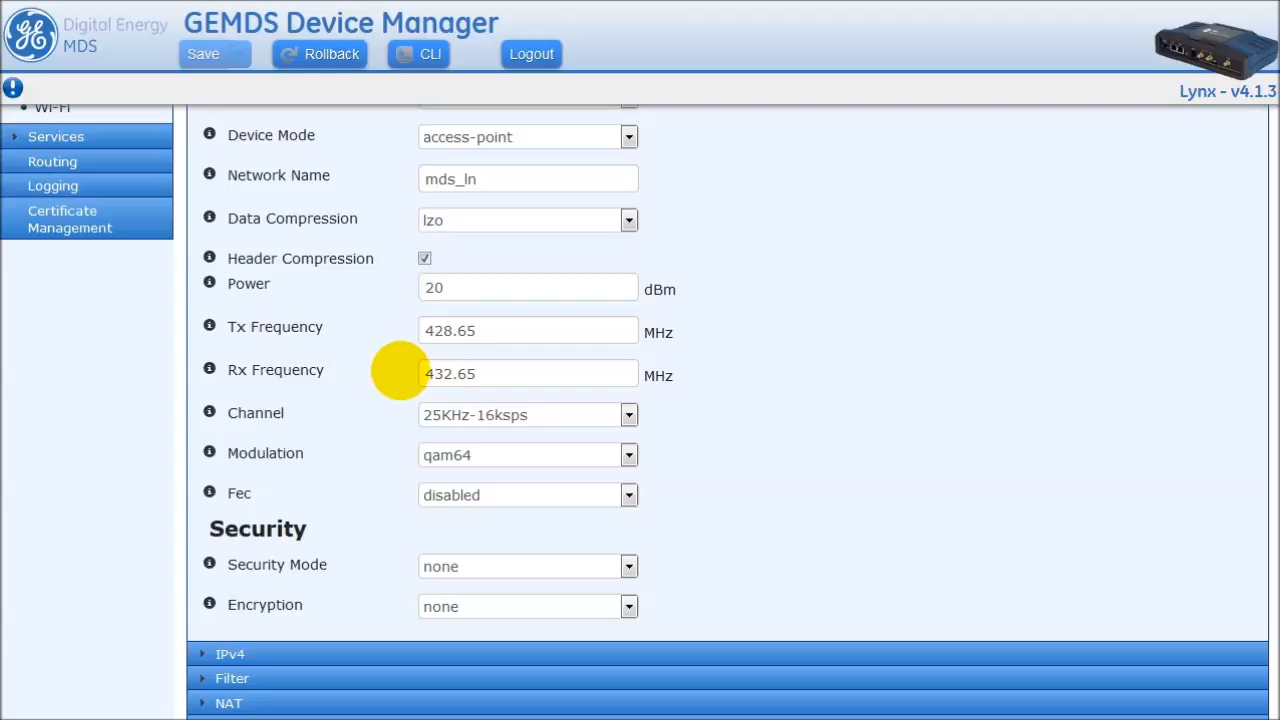 Digital Energy
MDS
GEMDS Device Manager
Save
Rollback
CLI
Logout
Lynx - v4.1.3
Wi-Fi
Services
Routing
Logging
Certificate
Management
Device Mode
access-point
Network Name
mds_ln
Data Compression
lzo
Header Compression
Power
20
dBm
Tx Frequency
428.65
MHz
Rx Frequency
432.65
MHz
Channel
25KHz-16ksps
Modulation
qam64
Fec
disabled
Security
Security Mode
none
Encryption
none
IPv4
Filter
NAT